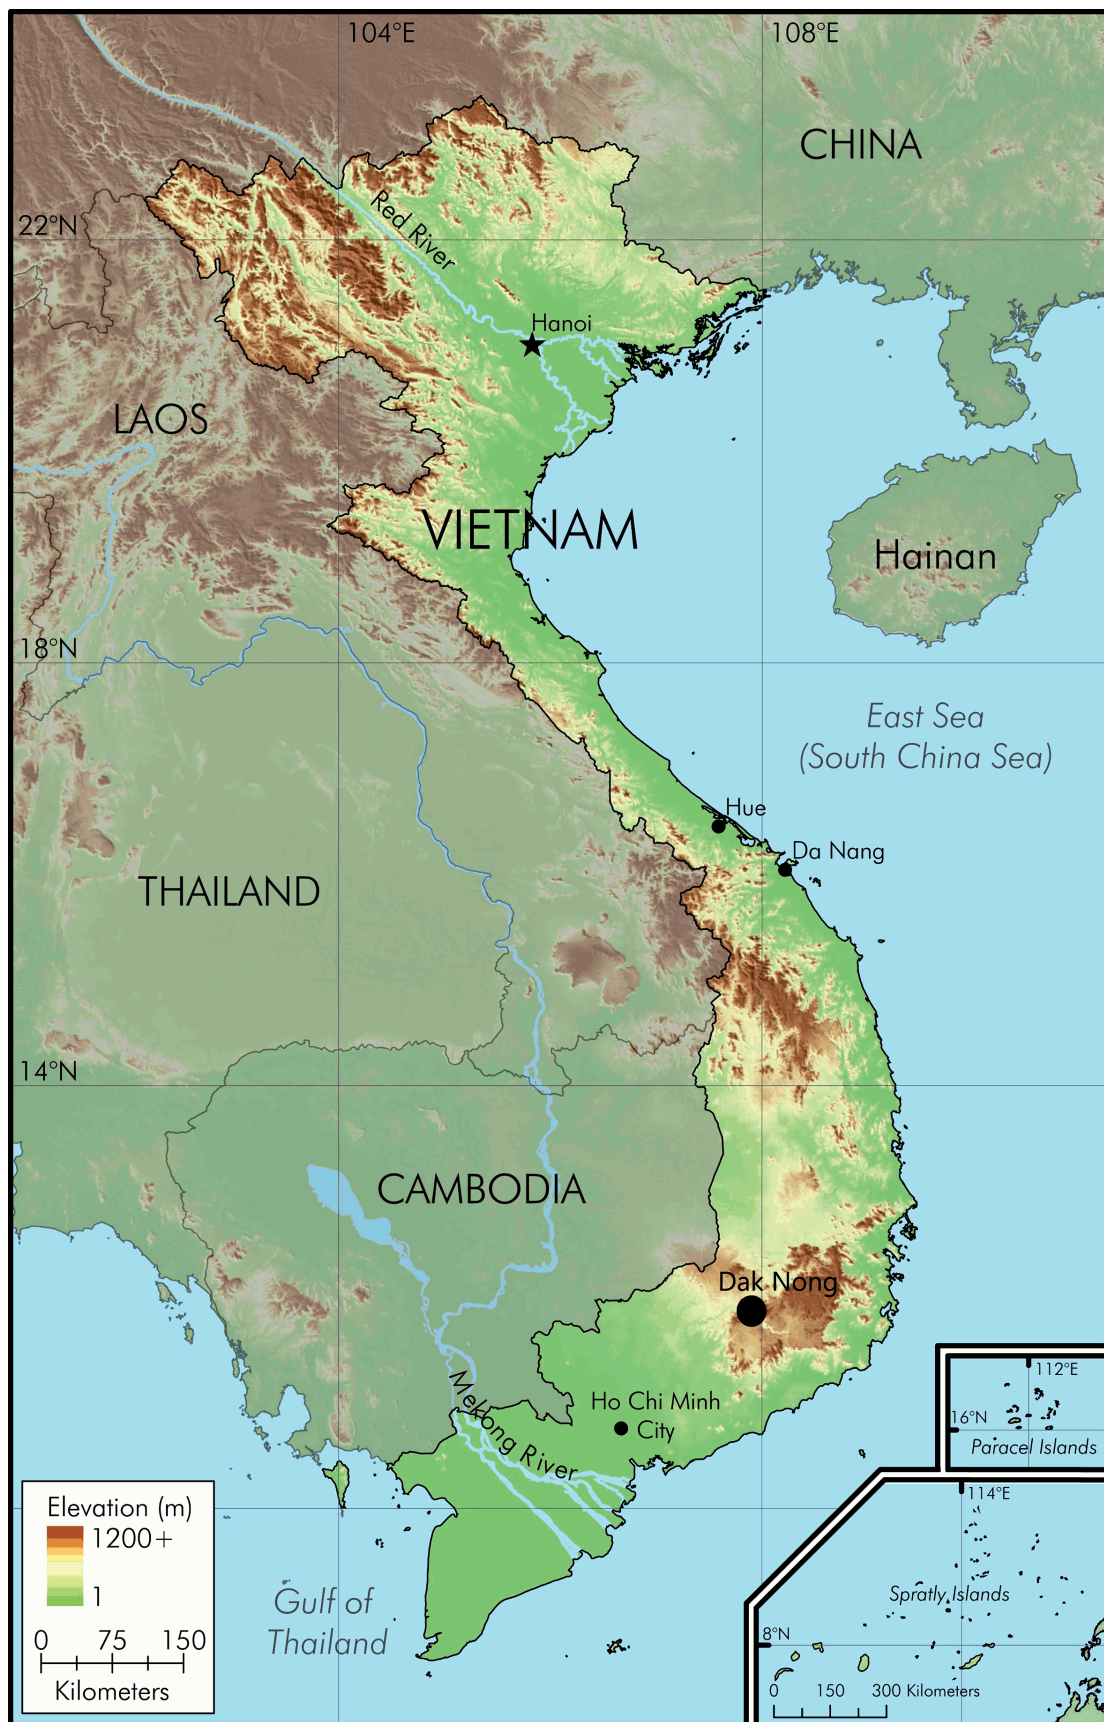 104°E
108°E
CHINA
22°N
Red River
Hanoi
LAOS
VIETNAM
Hainan
18°N
East Sea
(South China Sea)
Hue
Da Nang
THAILAND
14°N
CAMBODIA
Dak Nong
112°E
16°N
Paracel Islands
Mekong River
Ho Chi Minh
City
114°E
Elevation (m)
1200+
1
0 75 150
Kilometers
Gulf of
Thailand
Spratly Islands
8°N
0 150 300 Kilometers